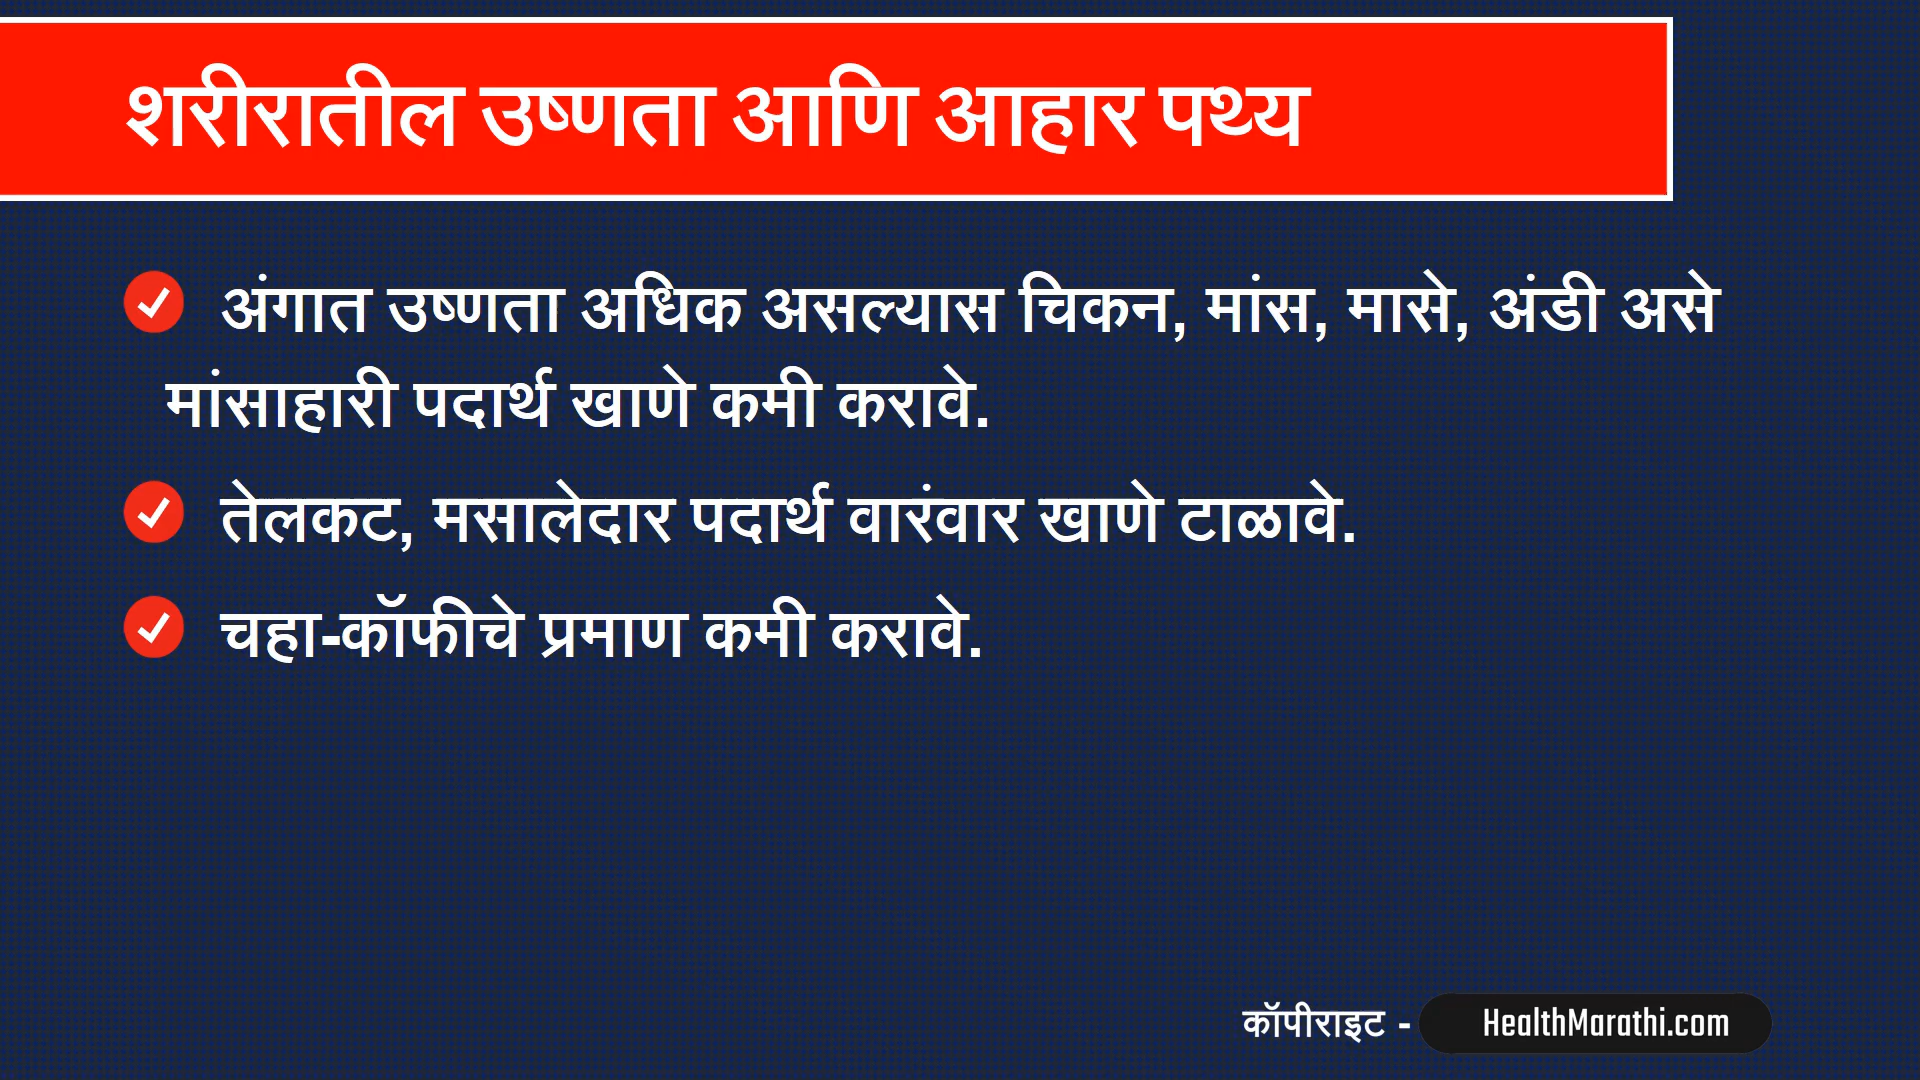 शरीरातील उष्णता आणि आहार पथ्य
अंगात उष्णता अधिक असल्यास चिकन, मांस, मासे, अंडी असे
मांसाहारी पदार्थ खाणे कमी करावे.
तेलकट, मसालेदार पदार्थ वारंवार खाणे टाळावे.
चहा-कॉफीचे प्रमाण कमी करावे.
कॉपीराइट - HealthMarathi.com